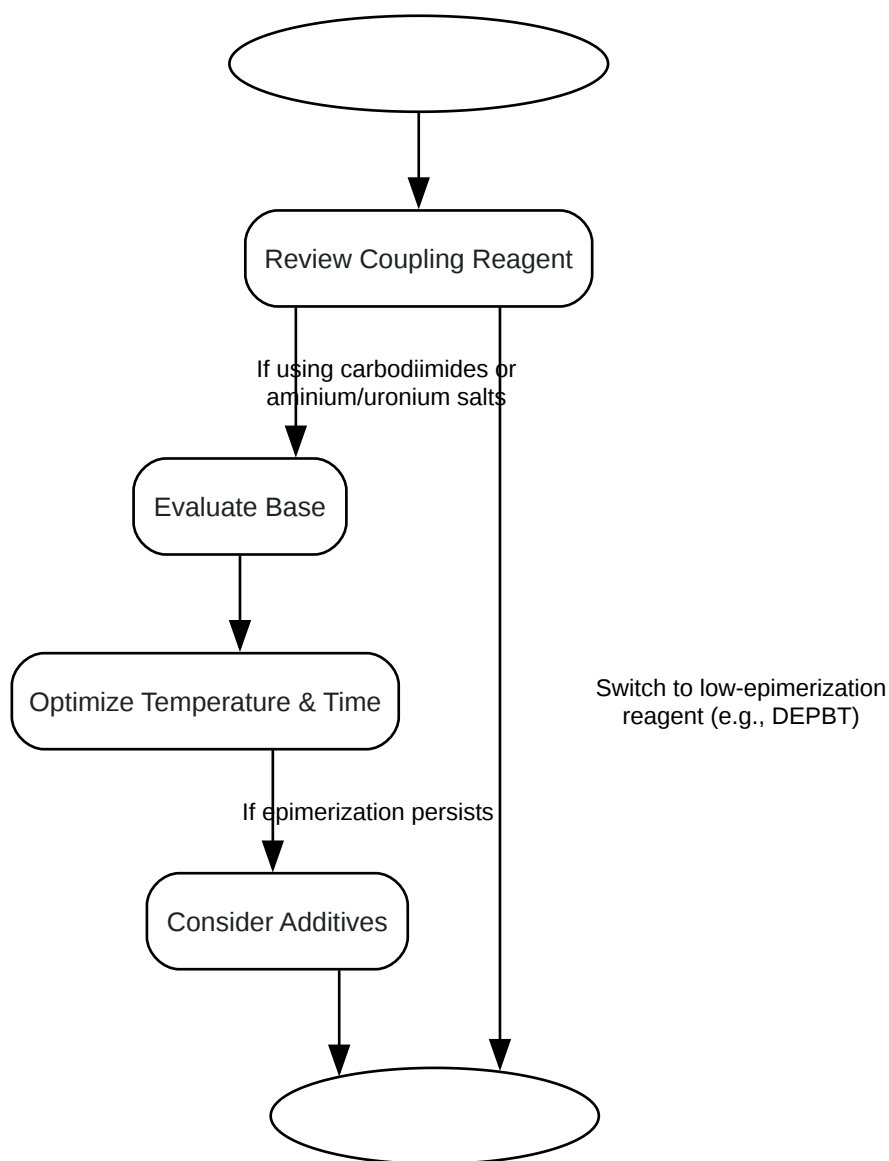 Review Coupling Reagent
If using carbodiimides or
aminium/uronium salts
Evaluate Base
Optimize Temperature & Time
Switch to low-epimerization
reagent (e.g., DEPBT)
If epimerization persists
Consider Additives